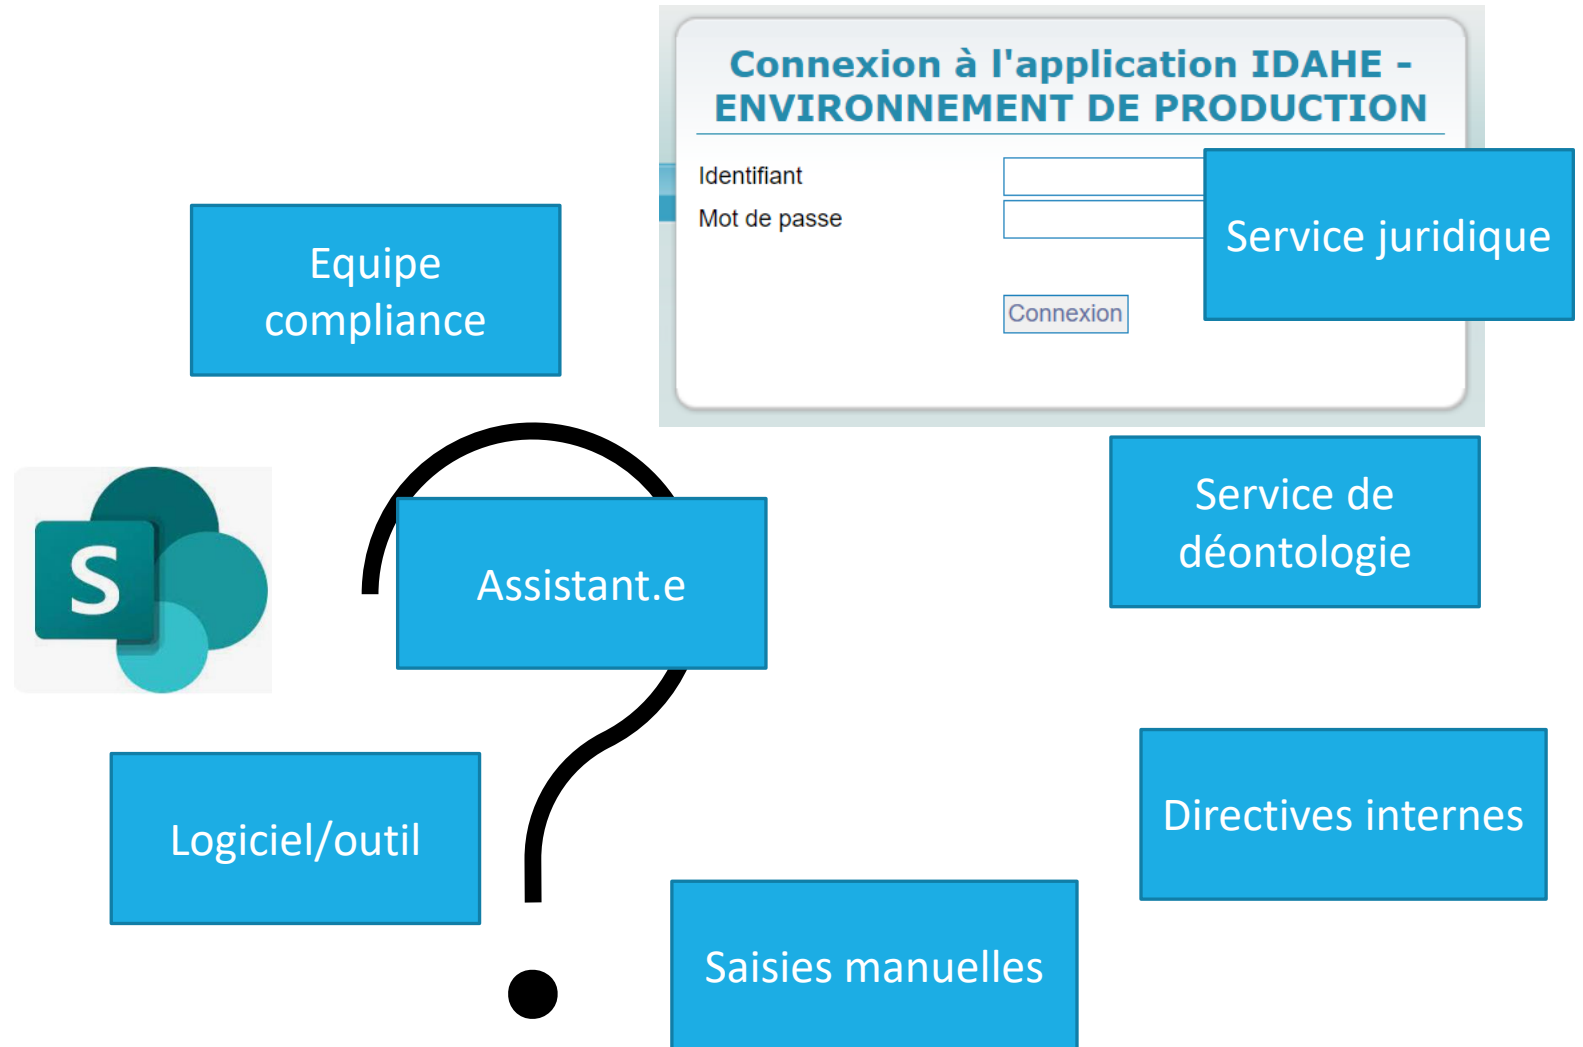 Connexion à l'application IDAHE -
ENVIRONNEMENT DE PRODUCTION
Identifiant
Mot de passe
Connexion
Service juridique
Equipe
compliance
S
Assistant.e
Service de
déontologie
Logiciel/outil
Directives internes
Saisies manuelles
?